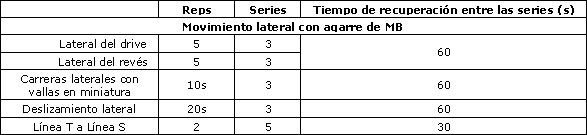 Reps Series Tiempo de recuperación entre las series (s)
Movimiento lateral con agarre de MB
Lateral del drive 5 3 60
Lateral del revés 5 3
Carreras laterales con
vallas en miniatura 10s 3 60
Deslizamiento lateral 20s 3 60
Línea T a Línea S 2 5 30